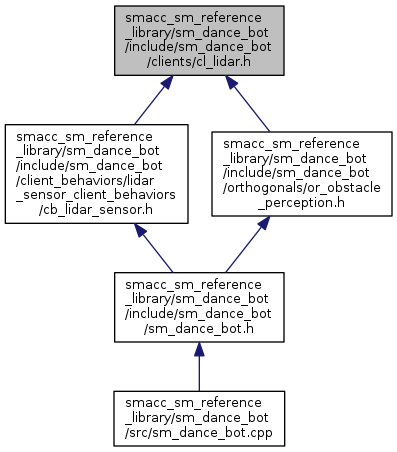 smacc_sm_reference
_library/sm_dance_bot
/include/sm_dance_bot
/clients/cl_lidar.h
smacc_sm_reference
_library/sm_dance_bot
/include/sm_dance_bot
/client_behaviors/lidar
_sensor_client_behaviors
/cb_lidar_sensor.h
smacc_sm_reference
_library/sm_dance_bot
/include/sm_dance_bot
/orthogonals/or_obstacle
_perception.h
smacc_sm_reference
_library/sm_dance_bot
/include/sm_dance_bot
/sm_dance_bot.h
smacc_sm_reference
_library/sm_dance_bot
/src/sm_dance_bot.cpp